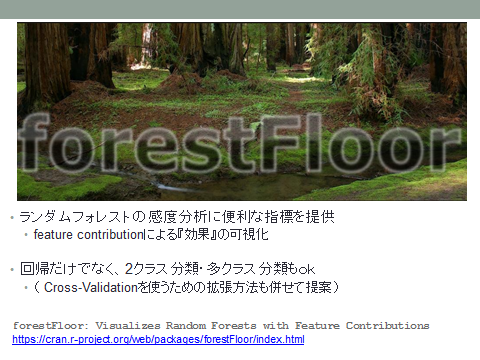 forestFloor
• ランダムフォレストの感度分析に便利な指標を提供
• feature contributionによる『効果』の可視化
• 回帰だけでなく、2クラス分類・多クラス分類もok
• （ Cross-Validationを使うための拡張方法も併せて提案）
forestFloor: Visualizes Random Forests with Feature Contributions
https://cran.r-project.org/web/packages/forestFloor/index.html